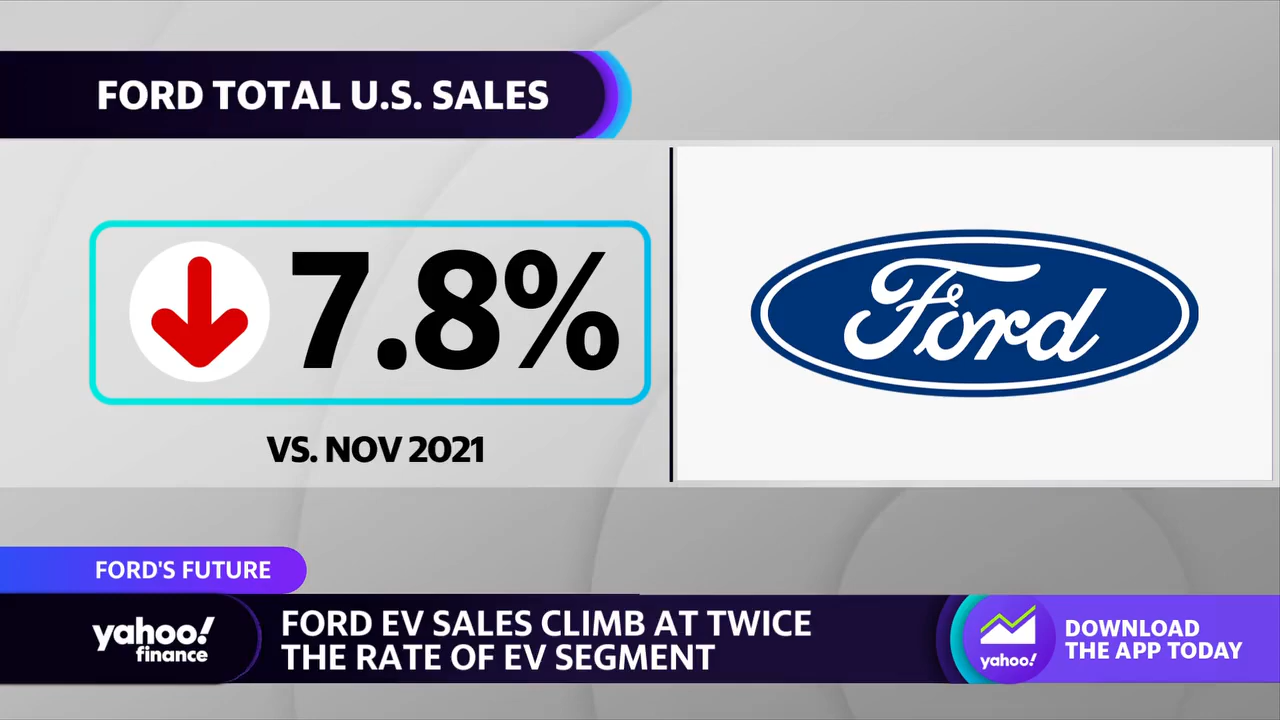 FORD TOTAL U.S. SALES
7.8%
VS. NOV 2021
Ford
FORD'S FUTURE
yahoo!
finance
FORD EV SALES CLIMB AT TWICE
THE RATE OF EV SEGMENT
yahoo!
DOWNLOAD
THE APP TODAY